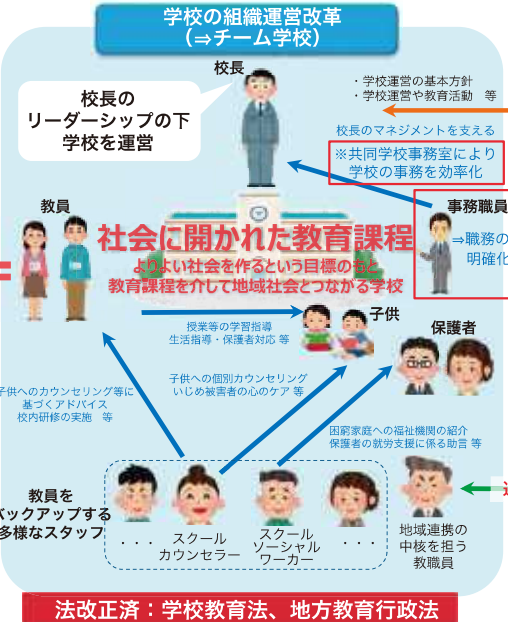 学校の組織運営改革
（⇒チーム学校）
校長
校長の
リーダーシップの下
学校を運営
・学校運営の基本方針
・学校運営や教育活動　等
校長のマネジメントを支える
※共同学校事務室により
学校の事務を効率化
教員
事務職員
⇒職務の
明確化
社会に開かれた教育課程
よりよい社会を作るという目標のもと
教育課程を介して地域社会とつながる学校
授業等の学習指導
生活指導・保護者対応 等
子供
保護者
子供へのカウンセリング等に
基づくアドバイス
校内研修の実施　等
子供への個別カウンセリング
いじめ被害者の心のケア 等
困窮家庭への福祉機関の紹介
保護者の就労支援に係る助言 等
教員を
バックアップする
多様なスタッフ
・・・
スクール
カウンセラー
スクール
ソーシャル
ワーカー
・・・
地域連携の
中核を担う
教職員
法改正済：学校教育法、地方教育行政法